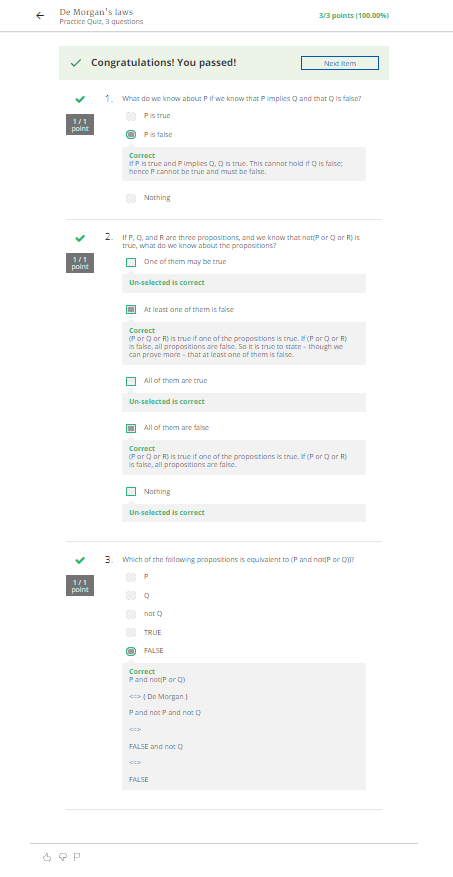 De Morgan's laws
Practice Quiz, 3 questions
3/3 points (100.00%)
Congratulations! You passed!
Next Item
1.
What do we know about P if we know that P implies Q and that Q is false?
1 / 1
point
P is true
P is false
Correct
If P is true and P implies Q, Q is true. This cannot hold if Q is false;
hence P cannot be true and must be false.
Nothing
2.
If P, Q, and R are three propositions, and we know that not(P or Q or R) is
true, what do we know about the propositions?
1 / 1
point
One of them may be true
Un-selected is correct
At least one of them is false
Correct
(P or Q or R) is true if one of the propositions is true. If (P or Q or R)
is false, all propositions are false. So it is true to state – though we
can prove more – that at least one of them is false.
All of them are true
Un-selected is correct
All of them are false
Correct
(P or Q or R) is true if one of the propositions is true. If (P or Q or R)
is false, all propositions are false.
Nothing
Un-selected is correct
3.
Which of the following propositions is equivalent to (P and not(P or Q))?
1 / 1
point
P
Q
not Q
TRUE
FALSE
Correct
P and not(P or Q)
<=> { De Morgan }
P and not P and not Q
<=>
FALSE and not Q
<=>
FALSE